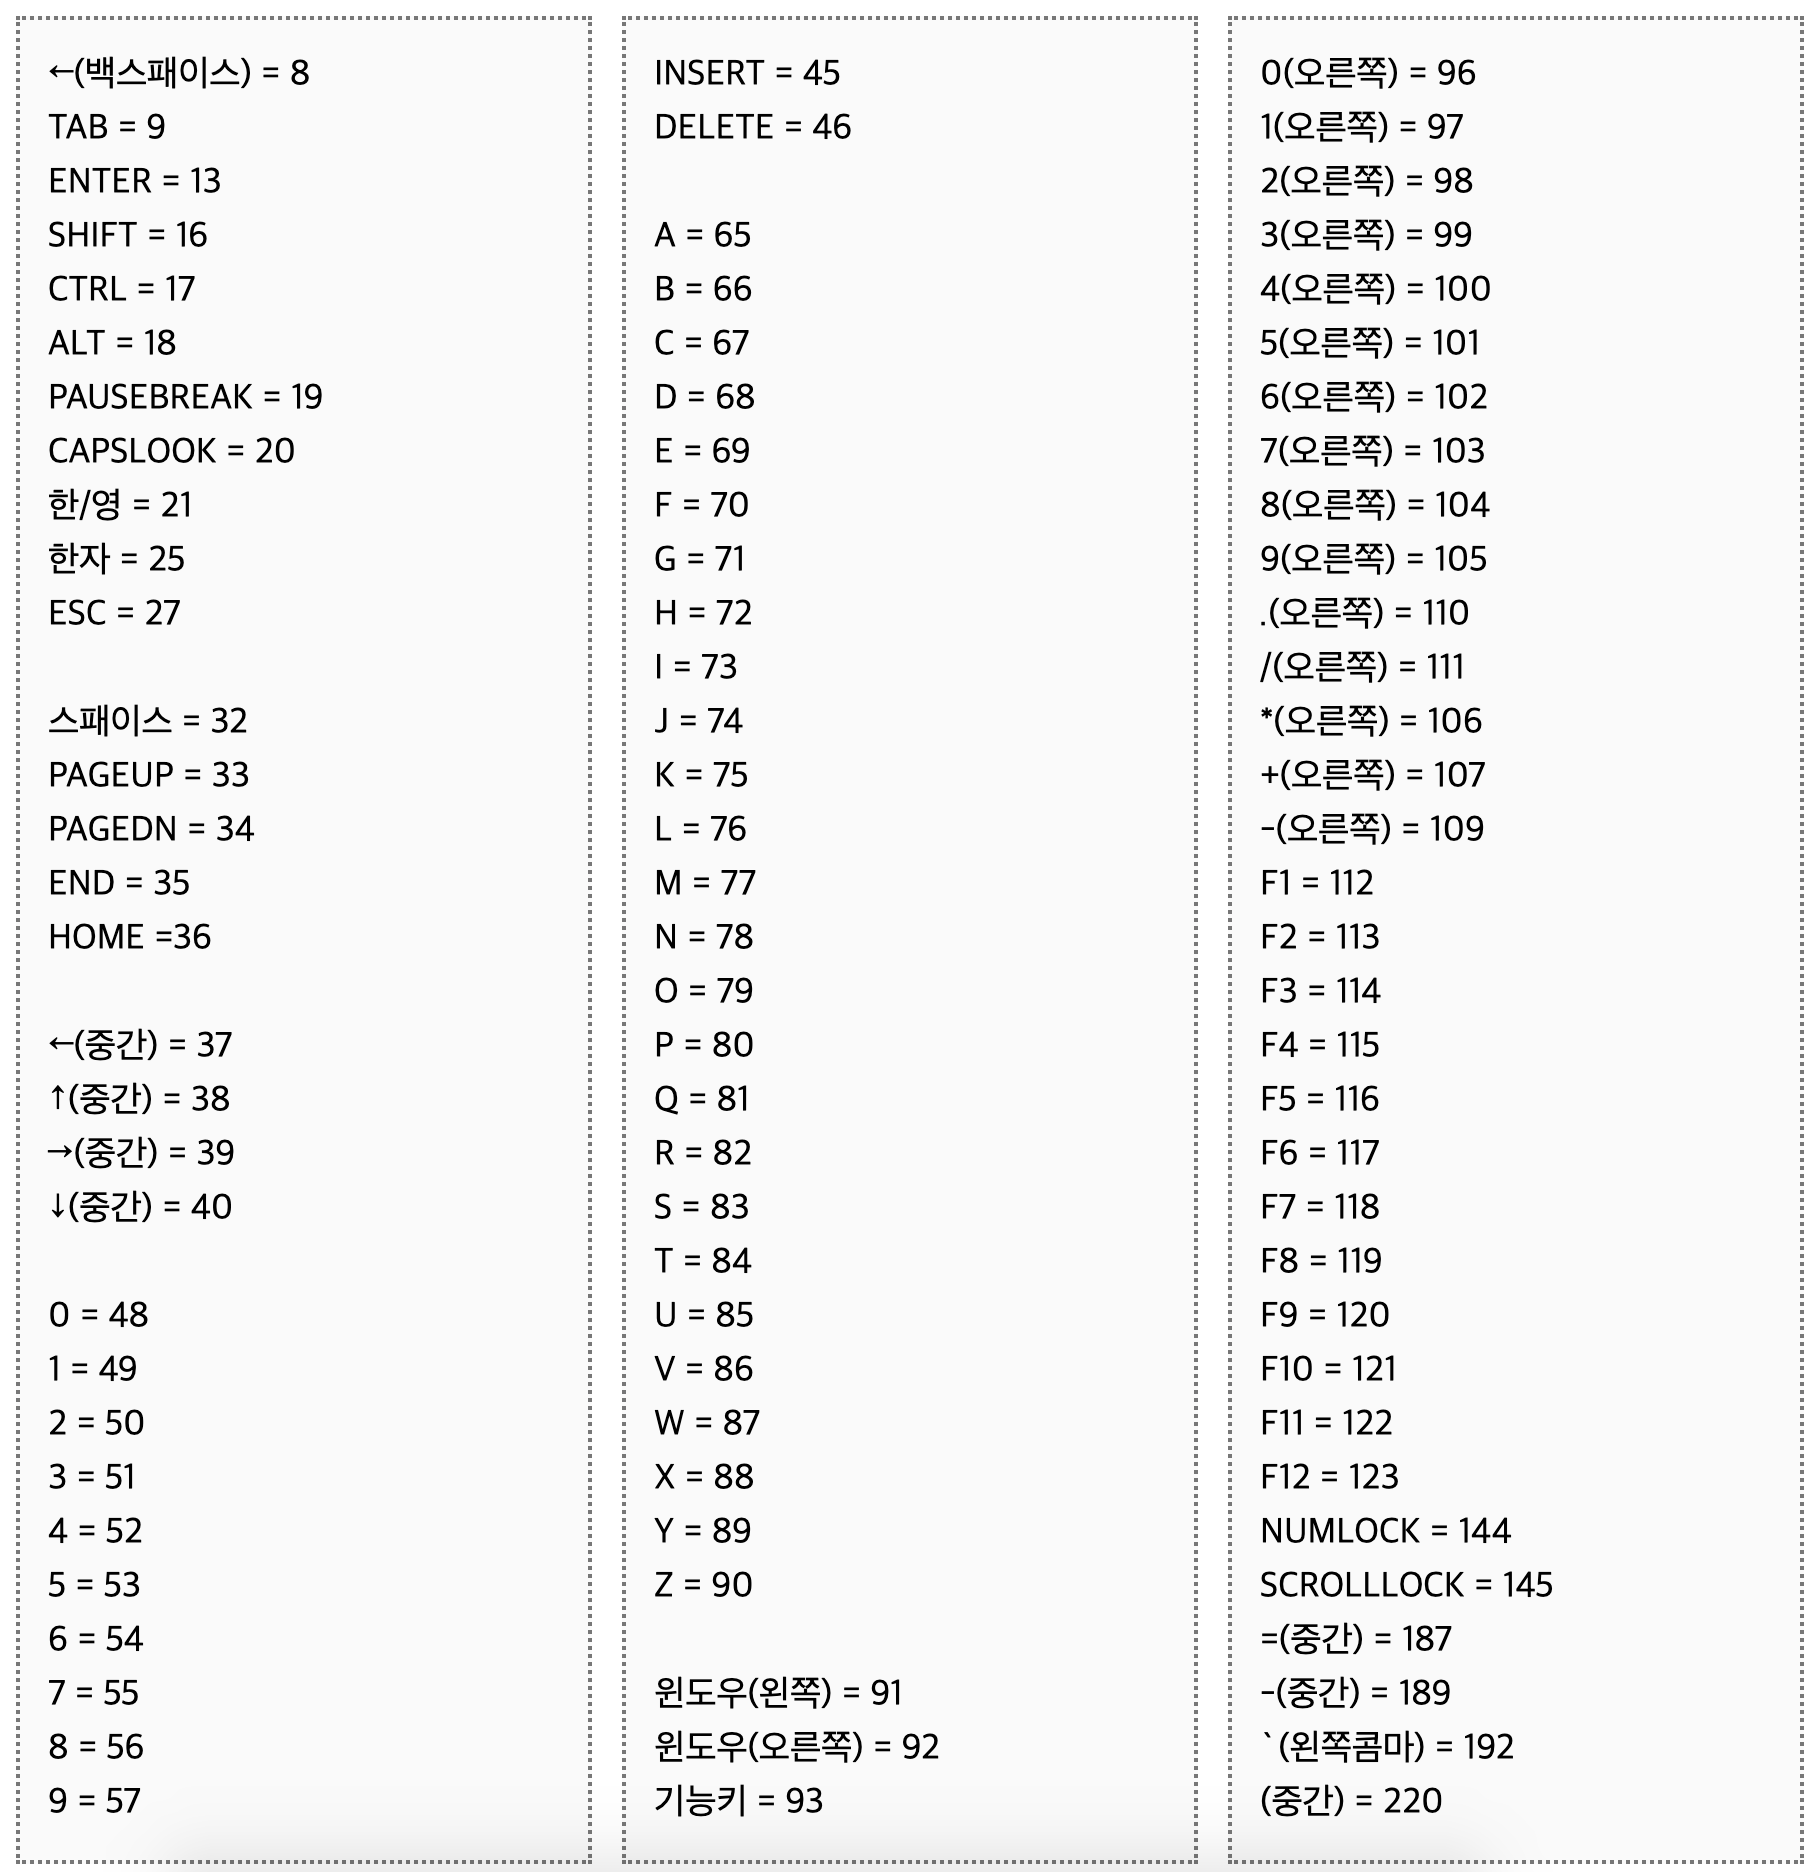 ←(백스페이스) = 8
TAB = 9
ENTER = 13
SHIFT = 16
CTRL = 17
ALT = 18
PAUSEBREAK = 19
CAPSLOOK = 20
한/영 = 21
한자 = 25
ESC = 27
스페이스 = 32
PAGEUP = 33
PAGEDN = 34
END = 35
HOME =36
←(중간) = 37
↑(중간) = 38
→(중간) = 39
↓(중간) = 40
0 = 48
1 = 49
2 = 50
3 = 51
4 = 52
5 = 53
6 = 54
7 = 55
8 = 56
9 = 57
INSERT = 45
DELETE = 46
A = 65
B = 66
C = 67
D = 68
E = 69
F = 70
G = 71
H = 72
I = 73
J = 74
K = 75
L = 76
M = 77
N = 78
O = 79
P = 80
Q = 81
R = 82
S = 83
T = 84
U = 85
V = 86
W = 87
X = 88
Y = 89
Z = 90
윈도우(왼쪽) = 91
윈도우(오른쪽) = 92
기능키 = 93
0(오른쪽) = 96
1(오른쪽) = 97
2(오른쪽) = 98
3(오른쪽) = 99
4(오른쪽) = 100
5(오른쪽) = 101
6(오른쪽) = 102
7(오른쪽) = 103
8(오른쪽) = 104
9(오른쪽) = 105
.(오른쪽) = 110
/(오른쪽) = 111
*(오른쪽) = 106
+(오른쪽) = 107
-(오른쪽) = 109
F1 = 112
F2 = 113
F3 = 114
F4 = 115
F5 = 116
F6 = 117
F7 = 118
F8 = 119
F9 = 120
F10 = 121
F11 = 122
F12 = 123
NUMLOCK = 144
SCROLLLOCK = 145
=(중간) = 187
-(중간) = 189
`(왼쪽콤마) = 192
(중간) = 220